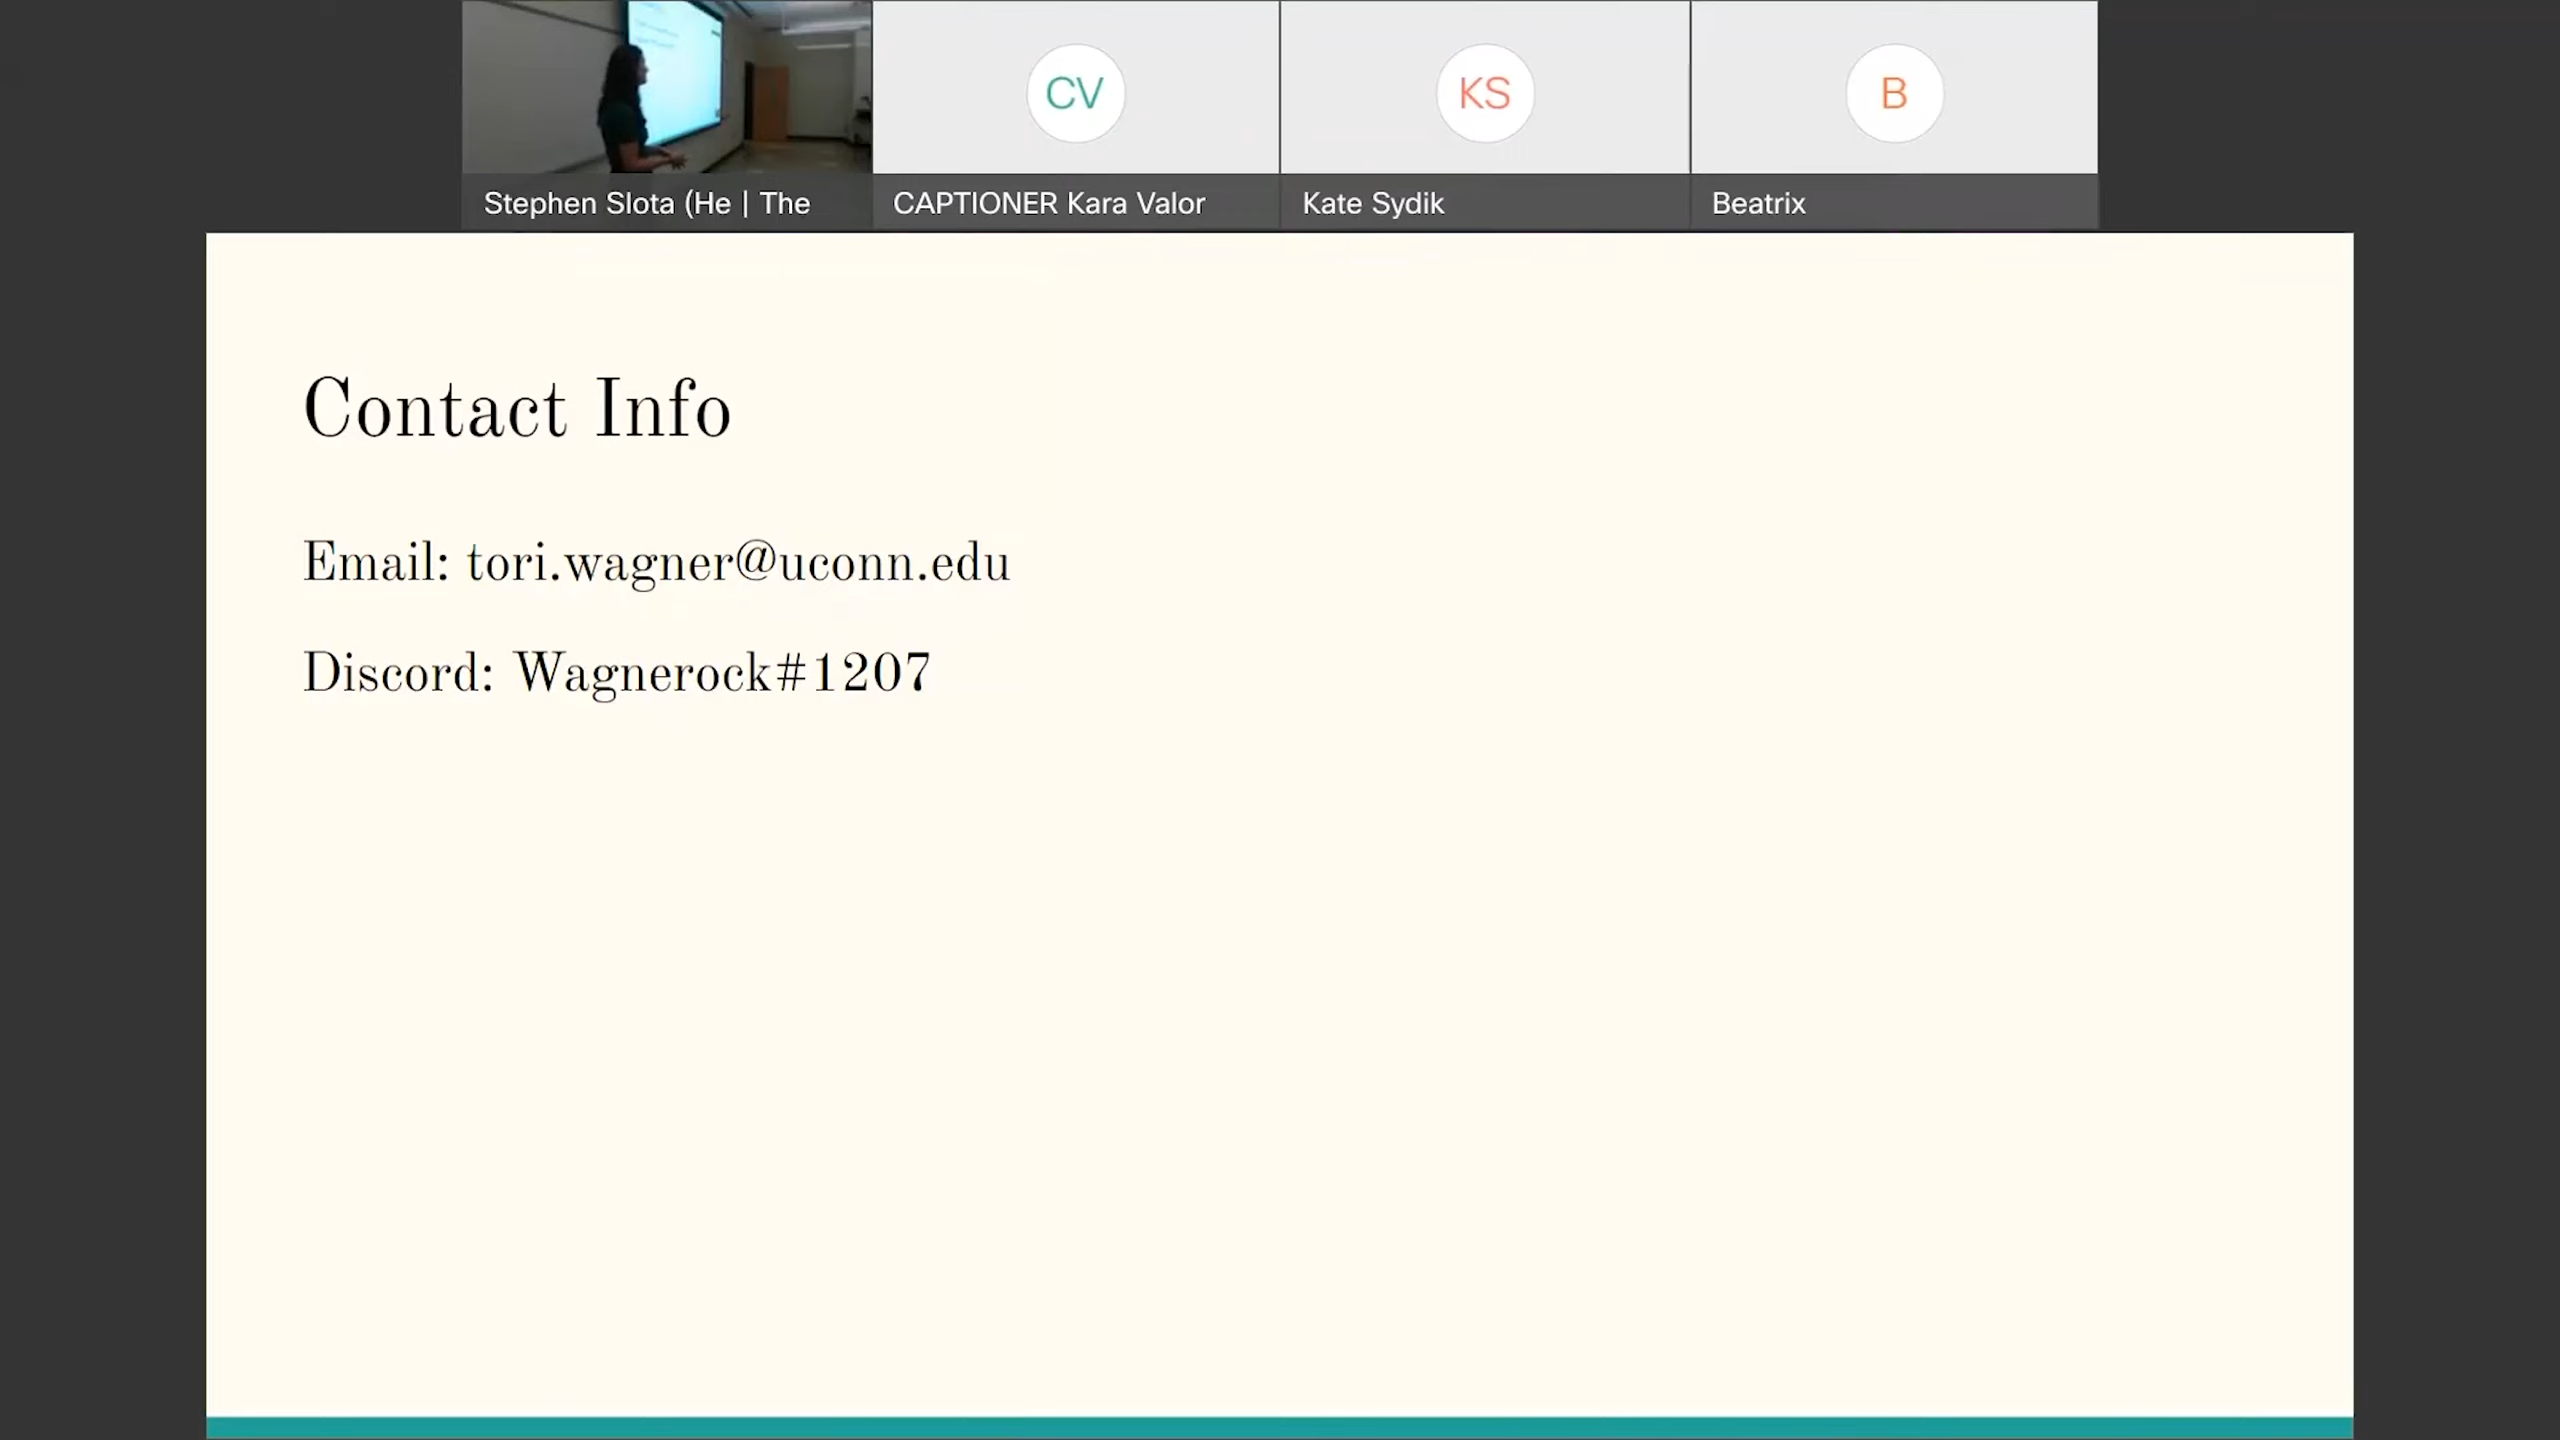 CV
KS
B
Stephen Slota (He | The
CAPTIONER Kara Valor
Kate Sydik
Beatrix
Contact Info
Email: tori.wagner@uconn.edu
Discord: Wagnerock#1207